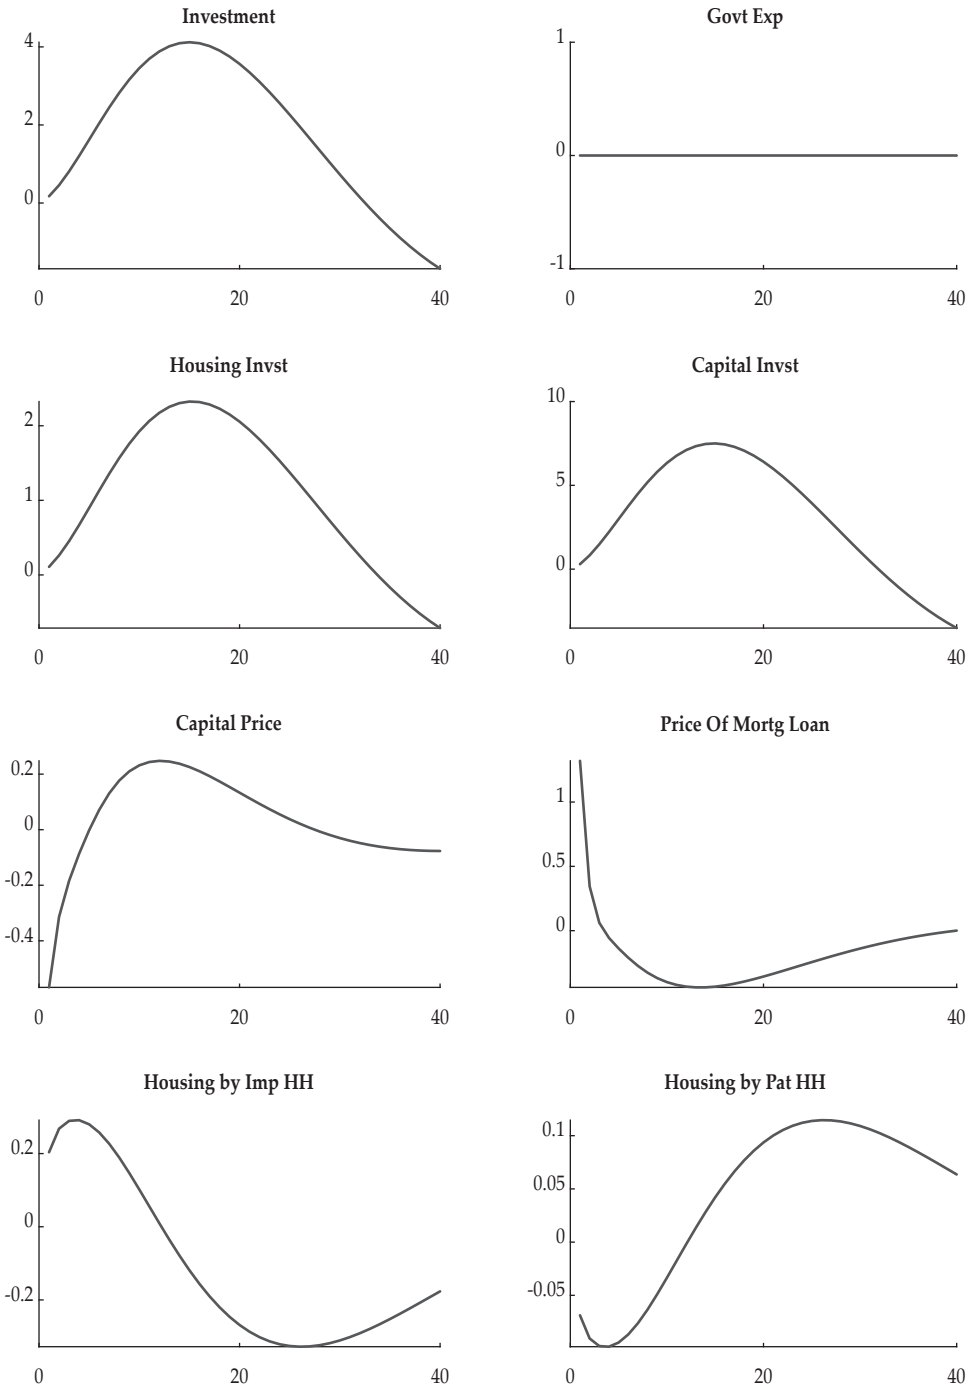 Investment
4
2
0
0 20 40
Govt Exp
1
0
-1
0 20 40
Housing Invst
2
1
0
0 20 40
Capital Invst
10
5
0
0 20 40
Capital Price
0.2
0
-0.2
-0.4
0 20 40
Price Of Mortg Loan
1
0.5
0
0 20 40
Housing by Imp HH
0.2
0
-0.2
0 20 40
Housing by Pat HH
0.1
0.05
0
-0.05
0 20 40